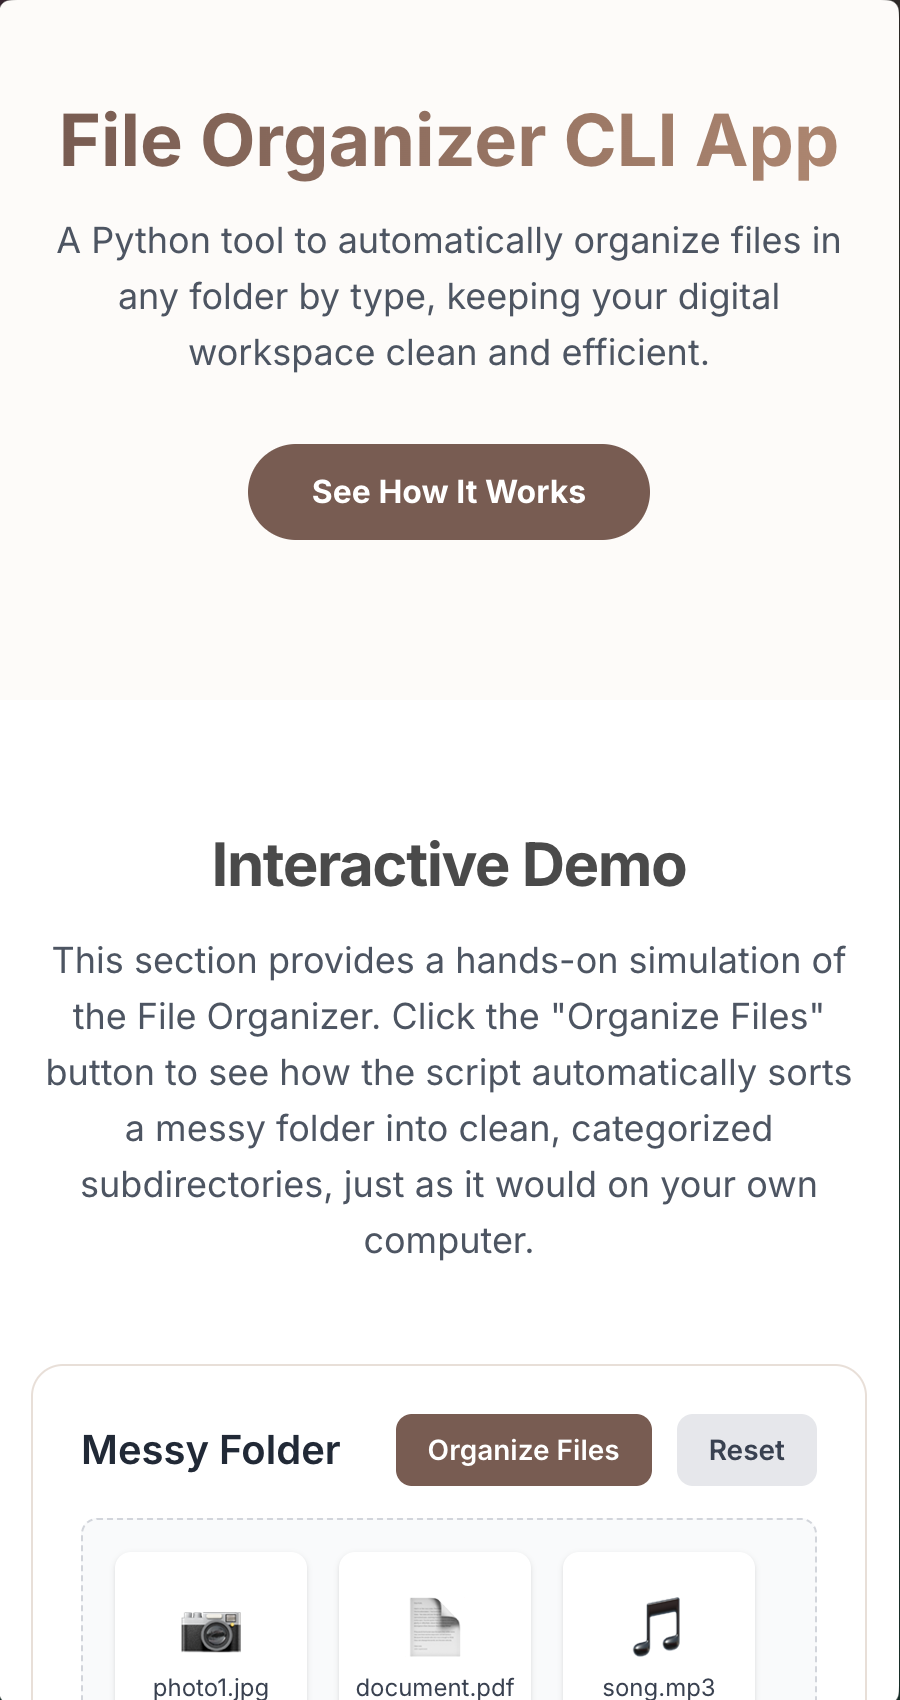 File Organizer CLI App
A Python tool to automatically organize files in
any folder by type, keeping your digital
workspace clean and efficient.
See How It Works
Interactive Demo
This section provides a hands-on simulation of
the File Organizer. Click the "Organize Files"
button to see how the script automatically sorts
a messy folder into clean, categorized
subdirectories, just as it would on your own
computer.
Messy Folder
Organize Files
Reset
photo1.jpg
document.pdf
song.mp3